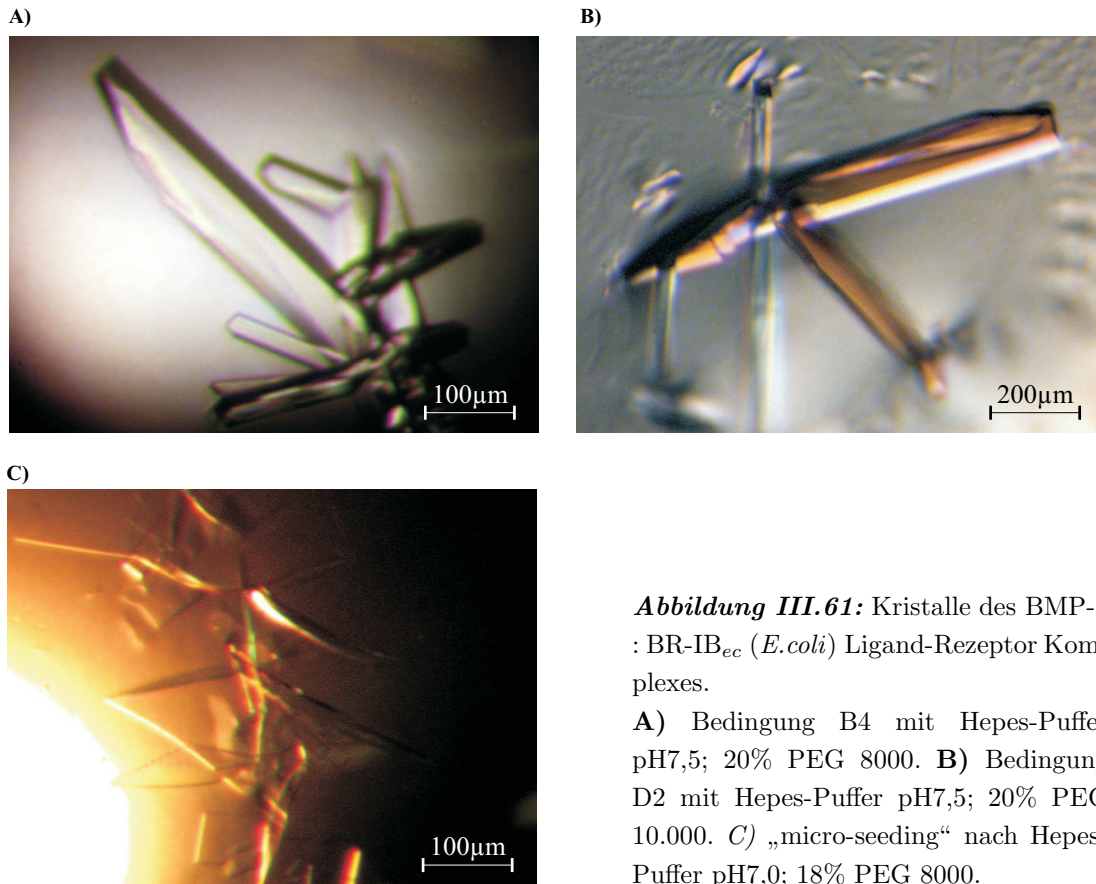 A)
B)
100µm
200µm
C)
100µm
Abbildung III.61: Kristalle des BMP-
: BR-IBec (E.coli) Ligand-Rezeptor Kom
plexes.
A) Bedingung B4 mit Hepes-Puffe
pH7,5; 20% PEG 8000. B) Bedingun
D2 mit Hepes-Puffer pH7,5; 20% PEG
10.000. C) „micro-seeding“ nach Hepes
Puffer pH7,0; 18% PEG 8000.